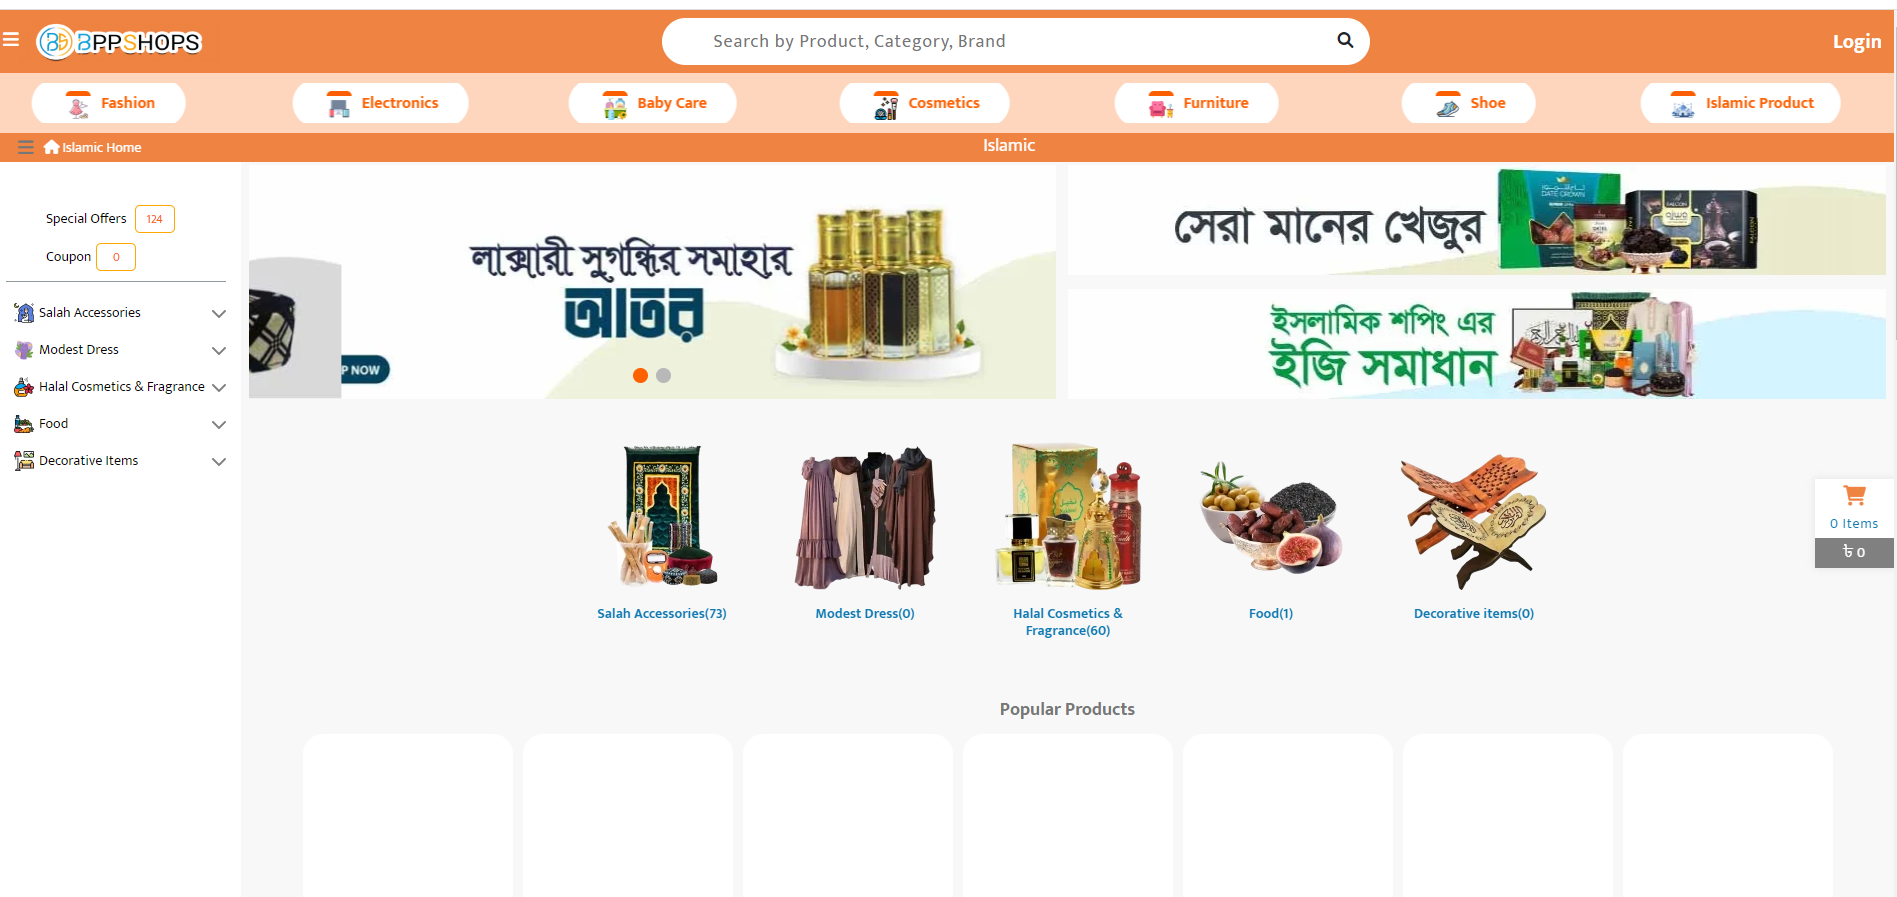 BPPSHOPS
Search by Product, Category, Brand
Login
Fashion
Electronics
Baby Care
Cosmetics
Furniture
Shoe
Islamic Product
Islamic Home
Islamic
Special Offers 124
Coupon 0
Salah Accessories
Modest Dress
Halal Cosmetics & Fragrance
Food
Decorative Items
লাক্সারী সুগন্ধির সমাহার
আতর
P NOW
সেরা মানের খেজুর
DATE CROWN
ইসলামিক শপিং এর
ইজি সমাধান
Salah Accessories(73)
Modest Dress(0)
Halal Cosmetics &
Fragrance(60)
Food(1)
Decorative items(0)
0 Items
৳ 0
Popular Products